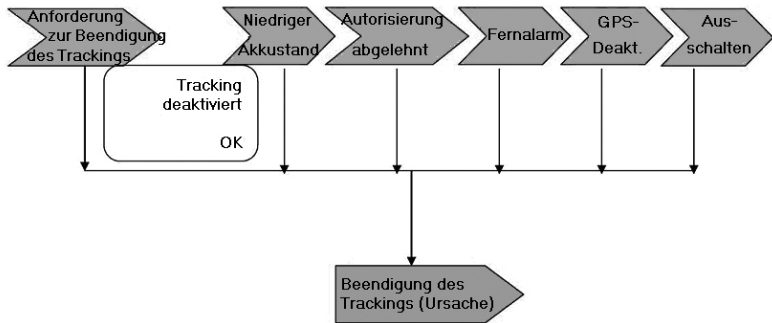 Anforderung
zur Beendigung
des Trackings
Niedriger
Akkustand
Autorisierung
abgelehnt
Fernalarm
GPS-
Deakt.
Aus-
schalten
Tracking
deaktiviert
OK
Beendigung des
Trackings (Ursache)